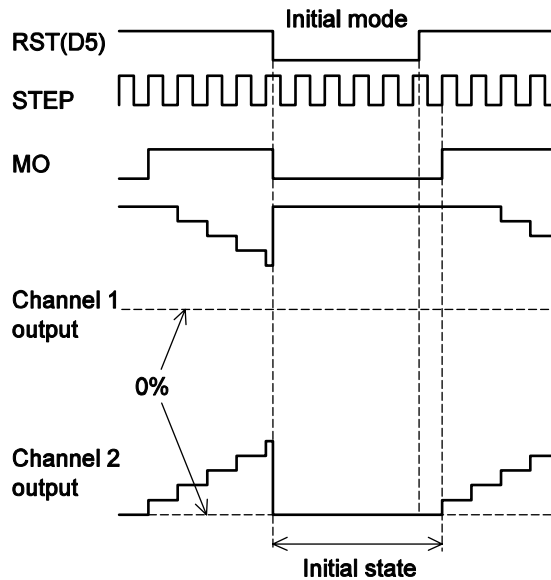 Initial mode
RST(D5)
STEP
MO
Channel 1
output
0%
Channel 2
output
Initial state